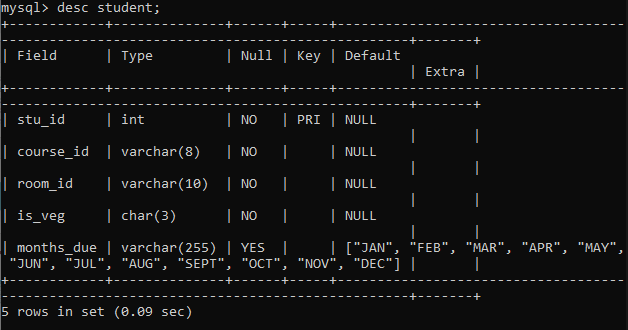 mysql> desc student;
+------------+--------------+------+-----+-----------------------------------
----------------------------------------------------+-------+
| Field      | Type         | Null | Key | Default
                                                    | Extra |
+------------+--------------+------+-----+-----------------------------------
----------------------------------------------------+-------+
| stu_id     | int          | NO   | PRI | NULL
                                                    |       |
| course_id  | varchar(8)   | NO   |     | NULL
                                                    |       |
| room_id    | varchar(10)  | NO   |     | NULL
                                                    |       |
| is_veg     | char(3)      | NO   |     | NULL
                                                    |       |
| months_due | varchar(255) | YES  |     | ["JAN", "FEB", "MAR", "APR", "MAY",
 "JUN", "JUL", "AUG", "SEPT", "OCT", "NOV", "DEC"] |       |
+------------+--------------+------+-----+-----------------------------------
----------------------------------------------------+-------+
5 rows in set (0.09 sec)